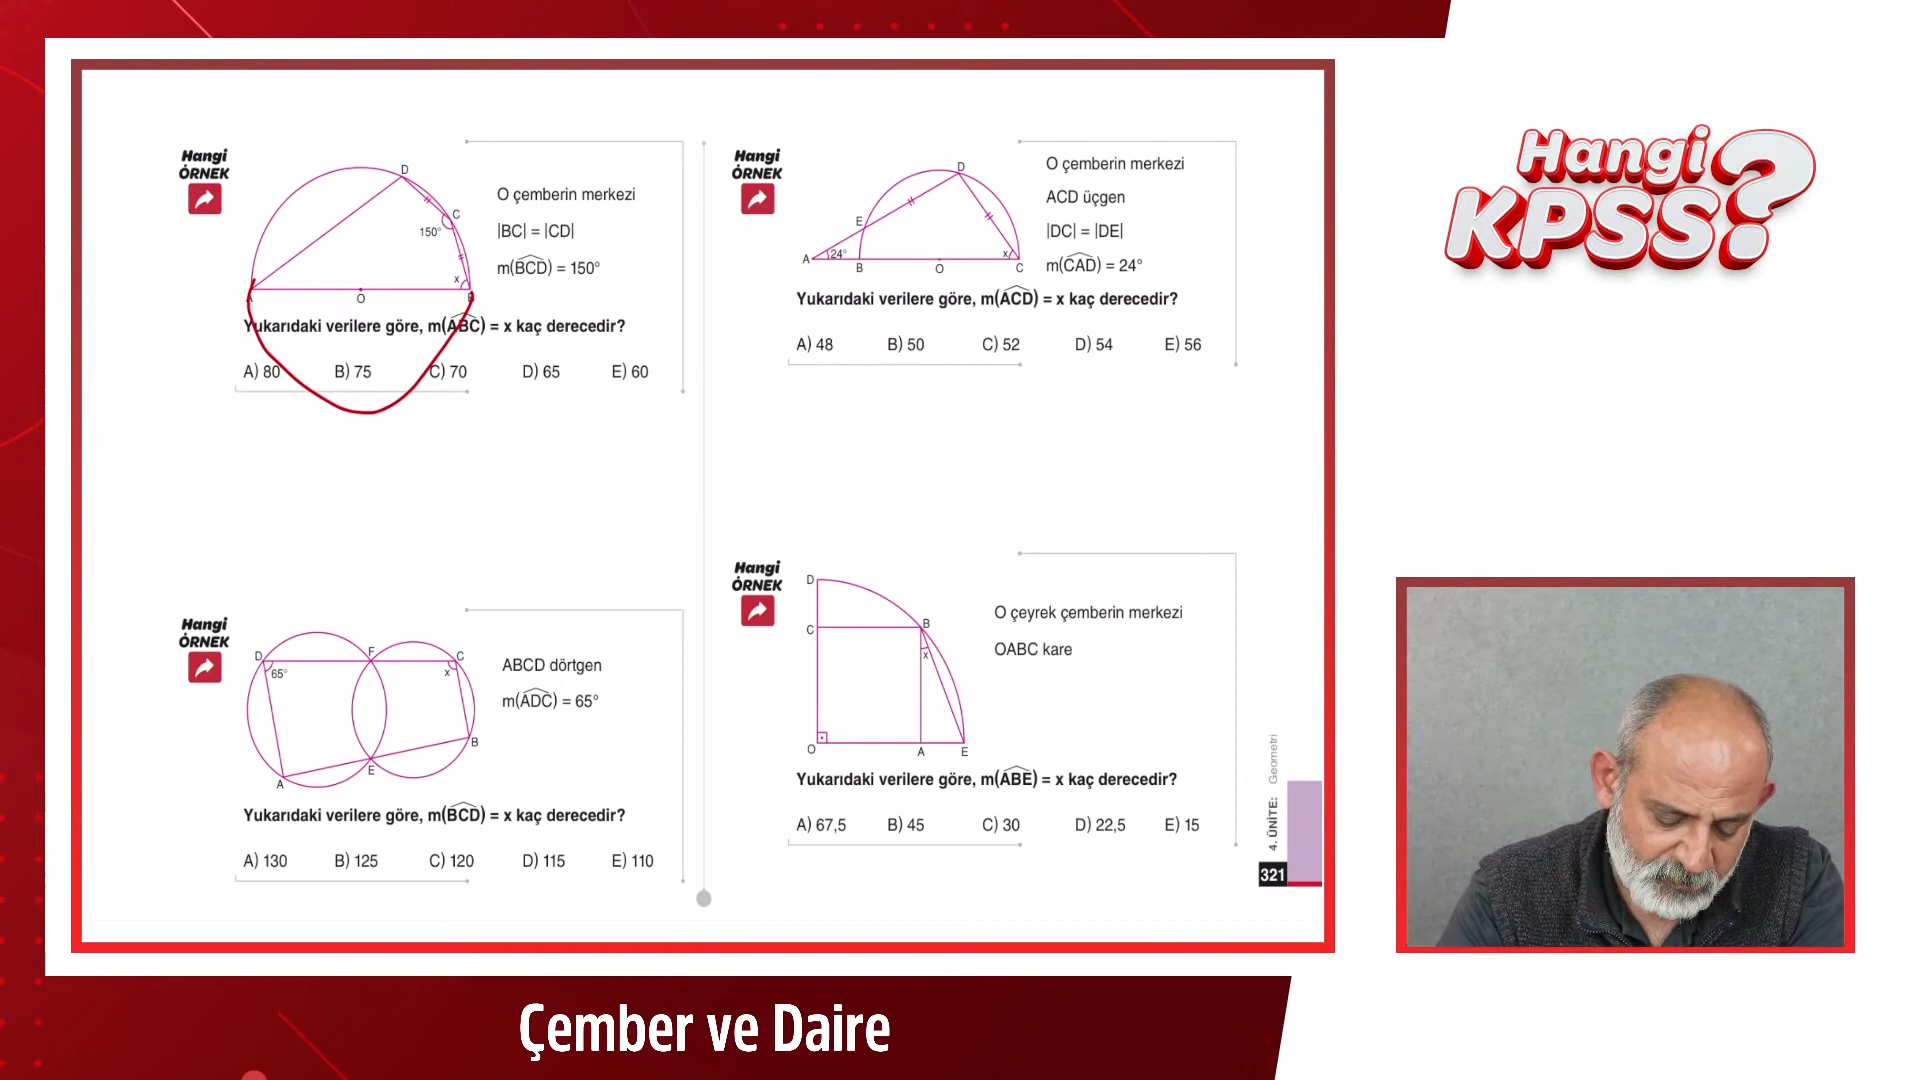 Hangi
ÖRNEK
D
C
150°
x
A
O
B
O çemberin merkezi
|BC| = |CD|
m(BCD) = 150°
Yukarıdaki verilere göre, m(ABC) = x kaç derecedir?
A) 80 B) 75 C) 70 D) 65 E) 60
Hangi
ÖRNEK
D
F
C
65°
x
B
E
A
ABCD dörtgen
m(ADC) = 65°
Yukarıdaki verilere göre, m(BCD) = x kaç derecedir?
A) 130 B) 125 C) 120 D) 115 E) 110
Hangi
ÖRNEK
D
E
A
24°
x
B
O
C
O çemberin merkezi
ACD üçgen
|DC| = |DE|
m(CAD) = 24°
Yukarıdaki verilere göre, m(ACD) = x kaç derecedir?
A) 48 B) 50 C) 52 D) 54 E) 56
Hangi
ÖRNEK
D
C
B
x
O
A
E
O çeyrek çemberin merkezi
OABC kare
Yukarıdaki verilere göre, m(ABE) = x kaç derecedir?
A) 67,5 B) 45 C) 30 D) 22,5 E) 15
4. ÜNİTE: Geometri
321
Hangi
KPSS?
Çember ve Daire